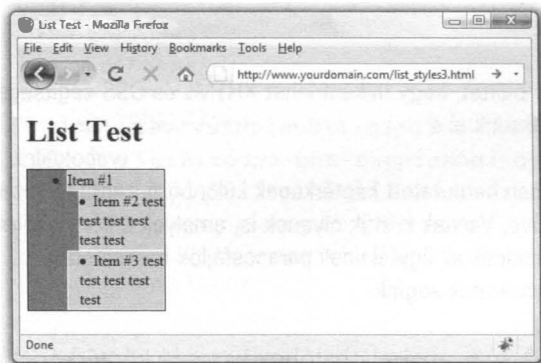 List Test - Mozilla Firefox
File Edit View History Bookmarks Tools Help
http://www.yourdomain.com/list_styles3.html
List Test
• Item #1
• Item #2 test
test test test
test test
• Item #3 test
test test test
test
Done